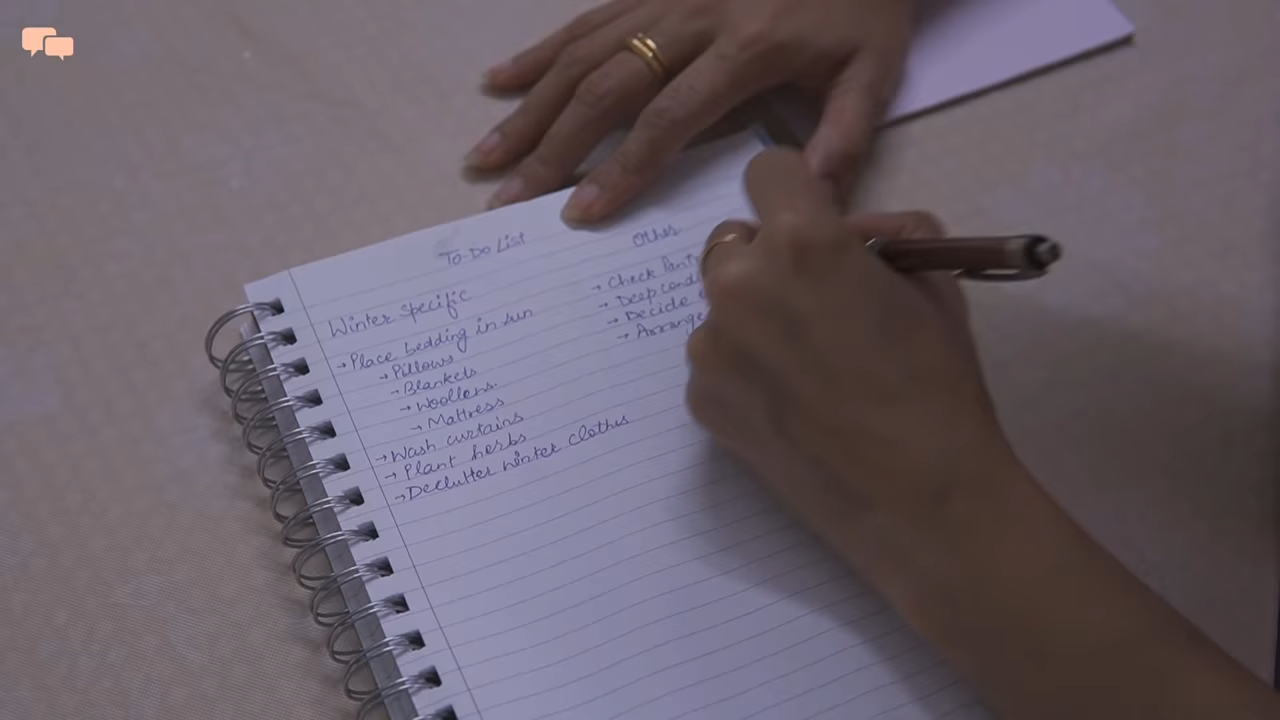 To-Do List
Winter Specific
→ Place bedding in sun
→ Pillows
→ Blankets
→ Woollens.
→ Mattress
→ Wash curtains
→ Plant herbs
→ Declutter winter clothes
Other
→ Check
→ Deep
→ Decide
→ Arrange